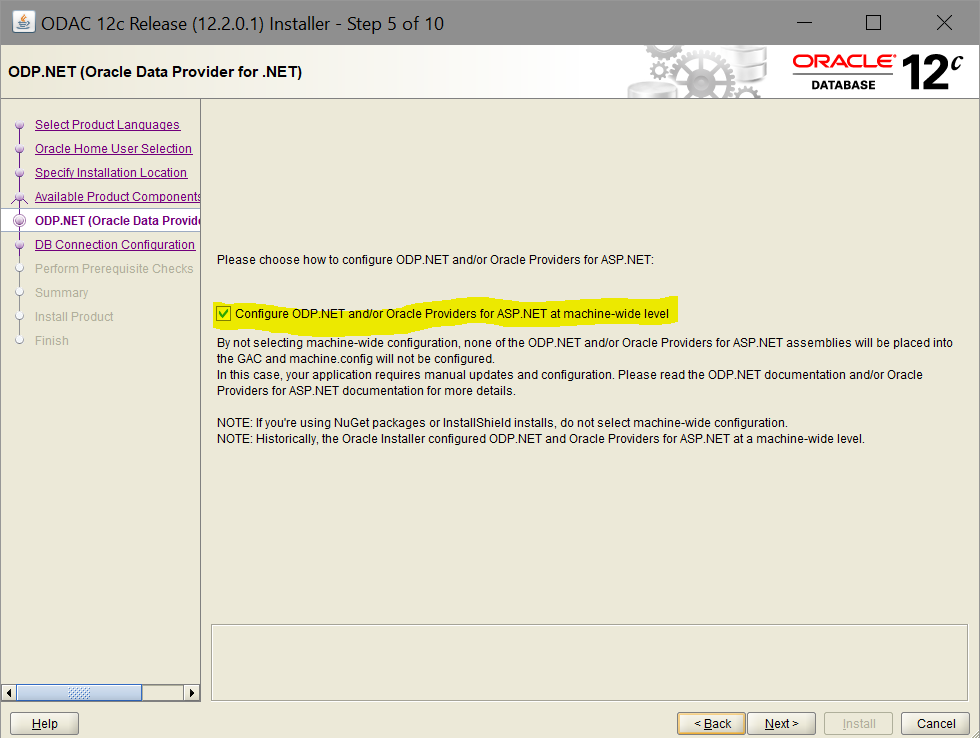 ODAC 12c Release (12.2.0.1) Installer - Step 5 of 10
ODP.NET (Oracle Data Provider for .NET)
ORACLE
DATABASE
12c
Select Product Languages
Oracle Home User Selection
Specify Installation Location
Available Product Components
ODP.NET (Oracle Data Provide
DB Connection Configuration
Perform Prerequisite Checks
Summary
Install Product
Finish
Please choose how to configure ODP.NET and/or Oracle Providers for ASP.NET:
Configure ODP.NET and/or Oracle Providers for ASP.NET at machine-wide level
By not selecting machine-wide configuration, none of the ODP.NET and/or Oracle Providers for ASP.NET assemblies will be placed into
the GAC and machine.config will not be configured.
In this case, your application requires manual updates and configuration. Please read the ODP.NET documentation and/or Oracle
Providers for ASP.NET documentation for more details.
NOTE: If you're using NuGet packages or InstallShield installs, do not select machine-wide configuration.
NOTE: Historically, the Oracle Installer configured ODP.NET and Oracle Providers for ASP.NET at a machine-wide level.
Help
< Back
Next >
Install
Cancel